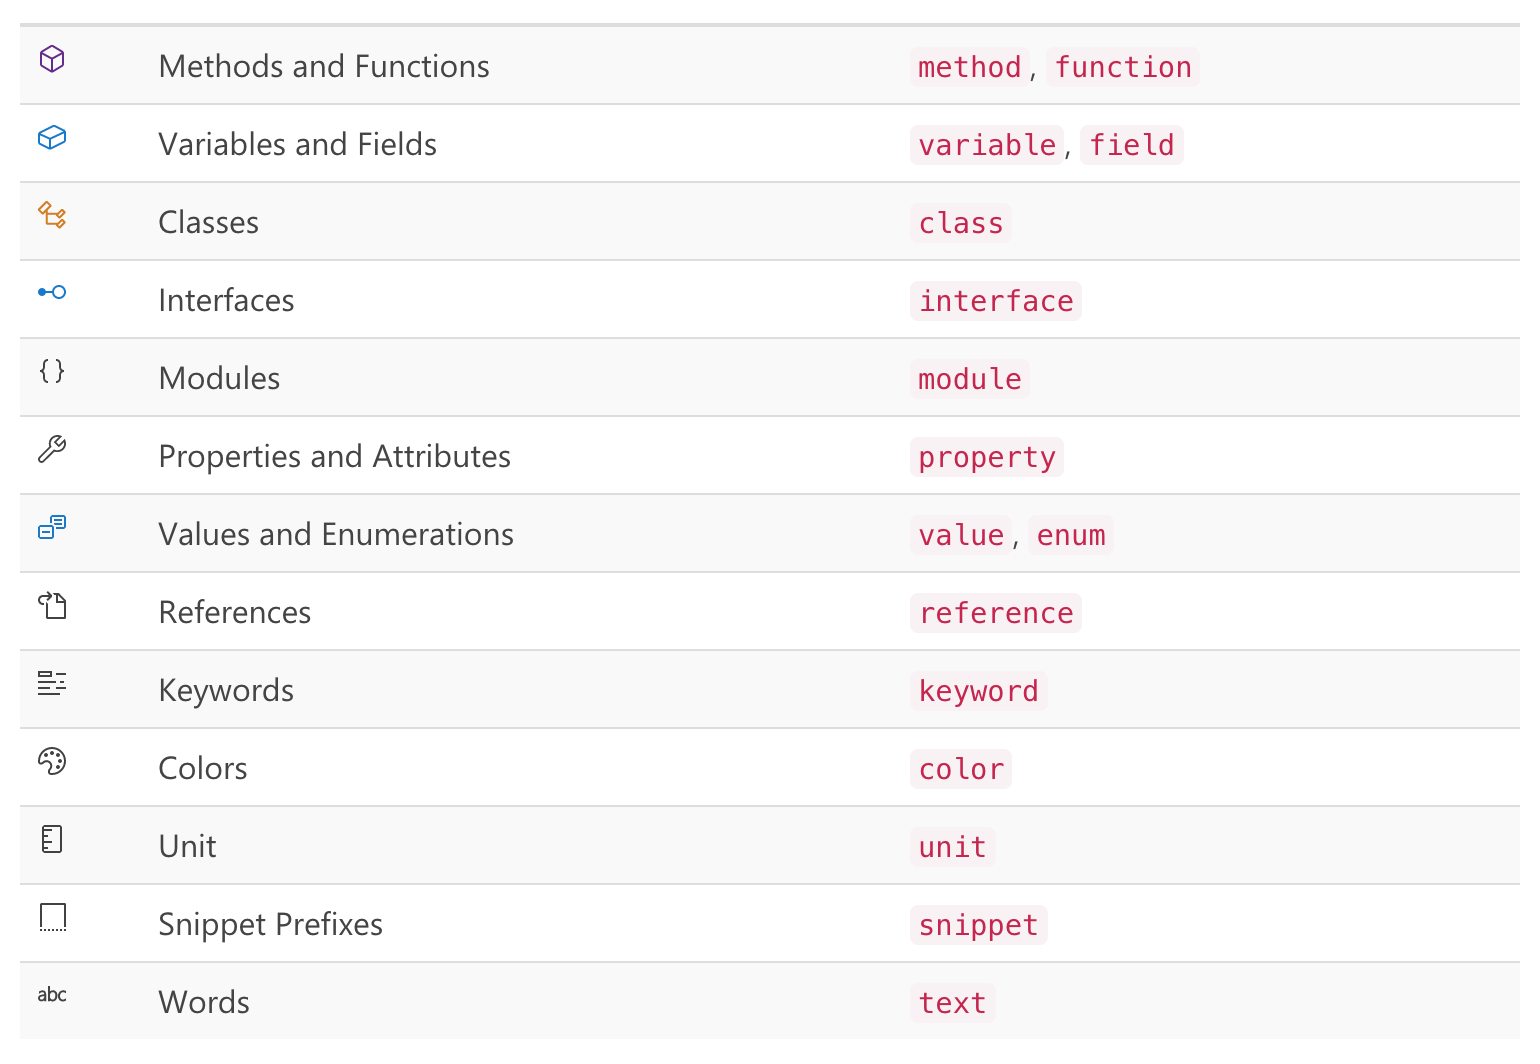 Methods and Functions method, function
Variables and Fields variable, field
Classes class
Interfaces interface
{} Modules module
Properties and Attributes property
Values and Enumerations value, enum
References reference
Keywords keyword
Colors color
Unit unit
Snippet Prefixes snippet
abc Words text